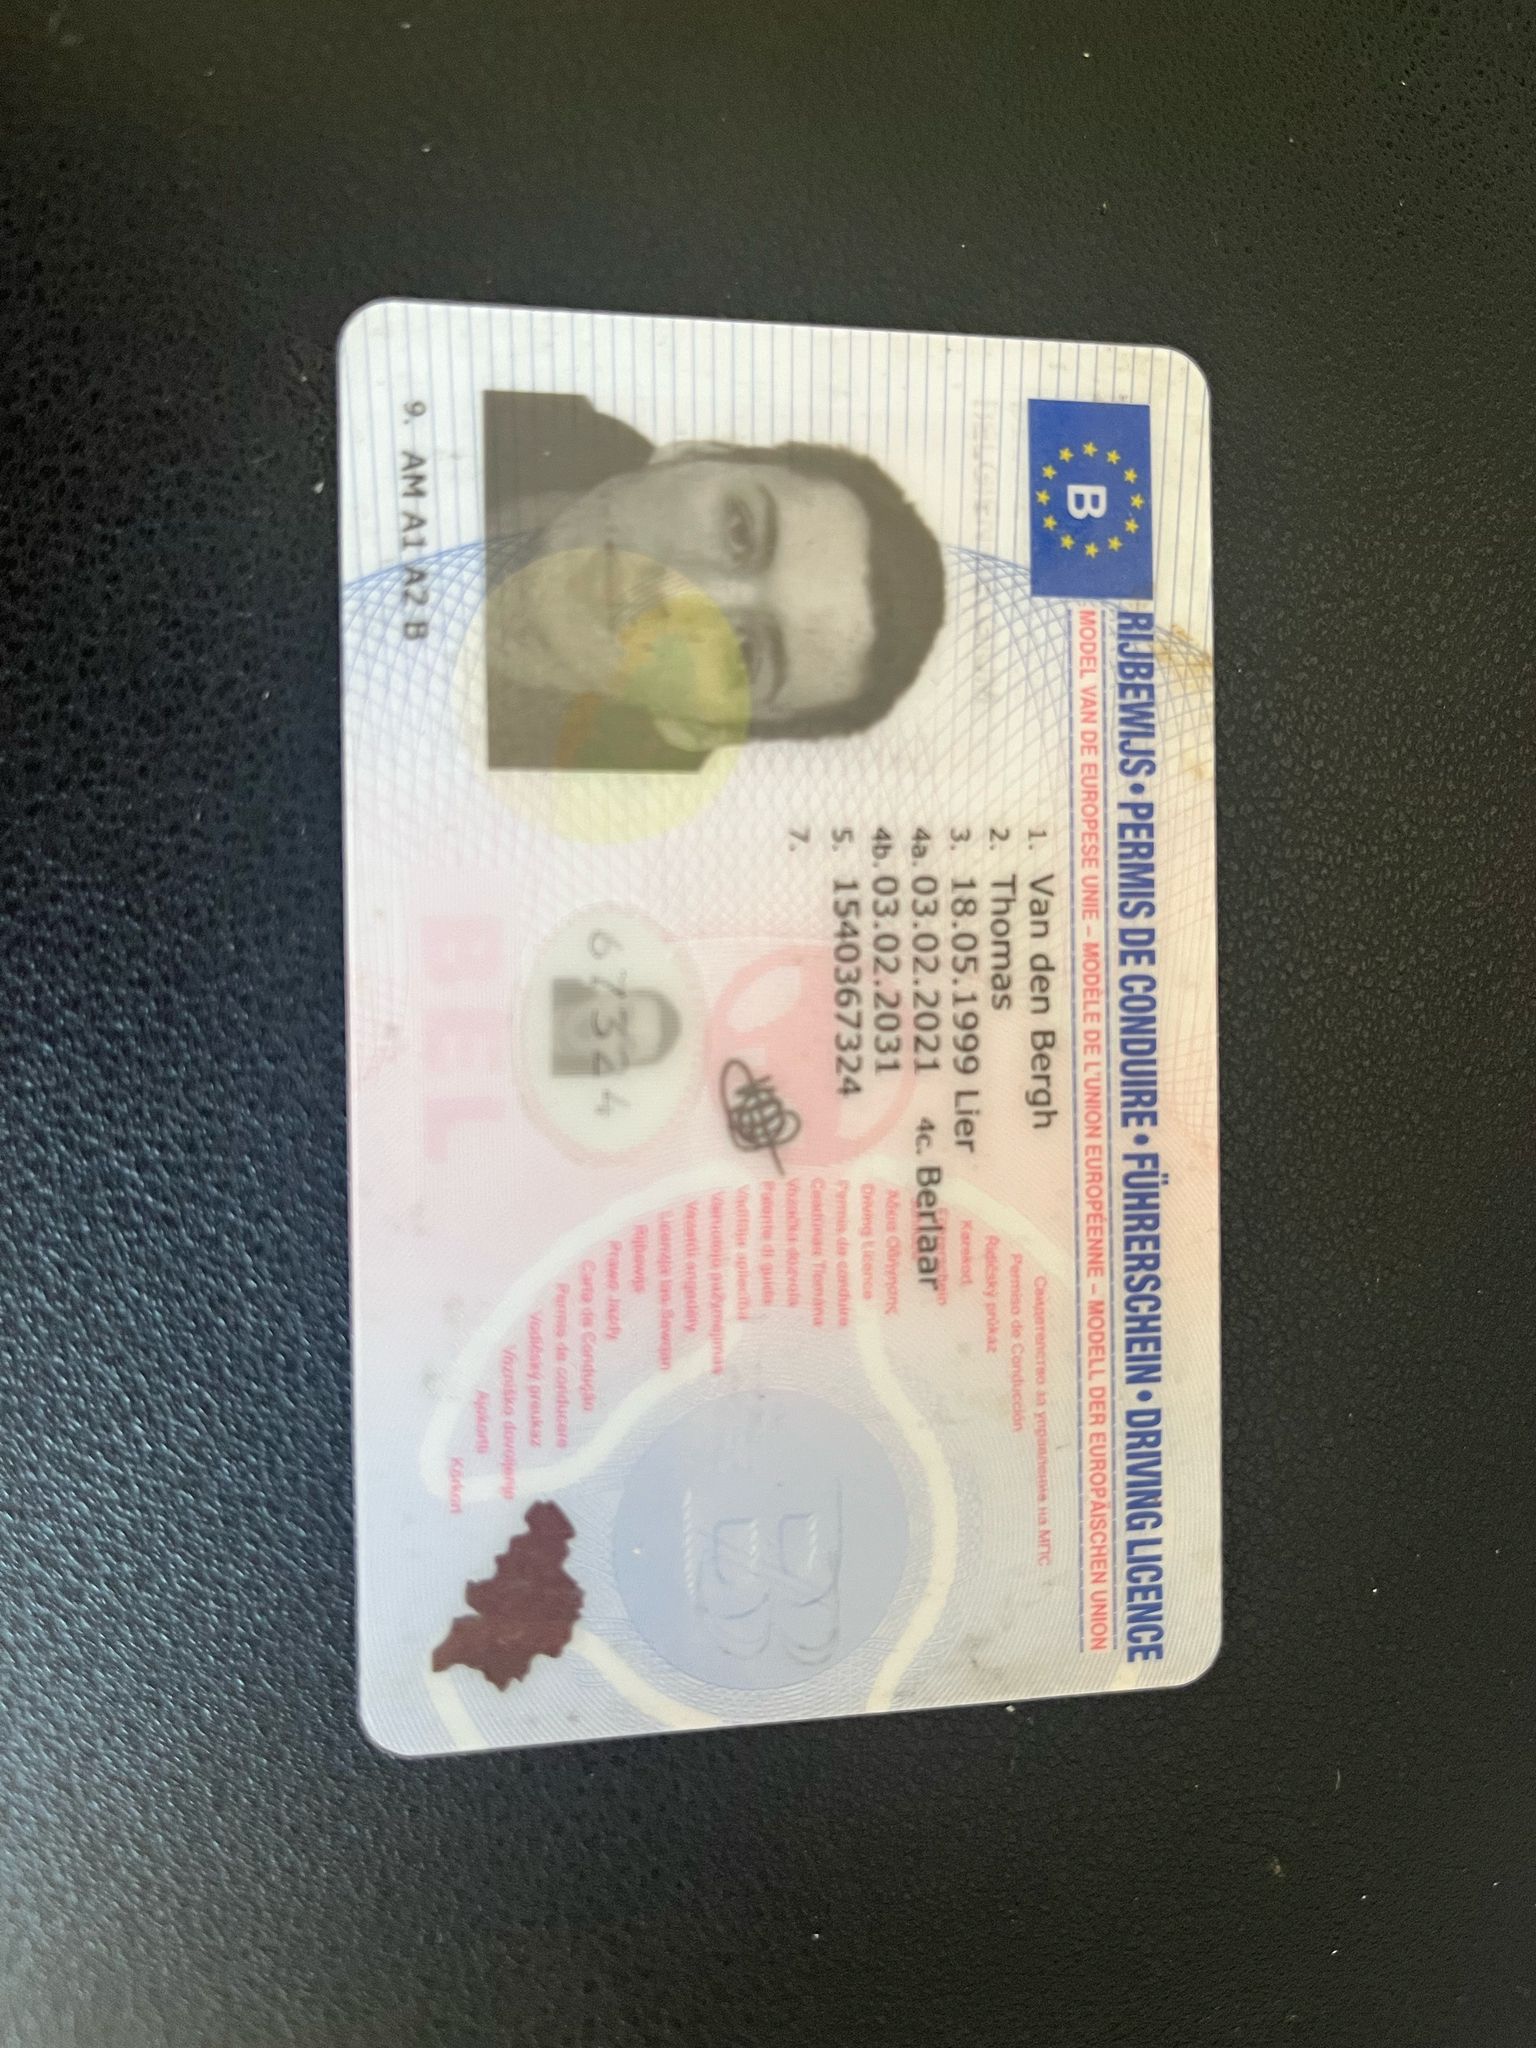 B
RIJBEWIJS • PERMIS DE CONDUIRE • FÜHRERSCHEIN • DRIVING LICENCE
MODEL VAN DE EUROPESE UNIE – MODÈLE DE L'UNION EUROPÉENNE – MODELL DER EUROPÄISCHEN UNION
1. Van den Bergh
2. Thomas
3. 18.05.1999 Lier
4a. 03.02.2021 4c. Berlaar
4b. 03.02.2031
5. 1540367324
7.
Свидетелство за управление на МПС
Permiso de Conducción
Řidičský průkaz
Kørekort
Άδεια Οδήγησης
Driving Licence
Permis de conduire
Ceadúnas Tiomána
Vozačka dozvola
Patente di guida
Vadītāja apliecība
Vairuotojo pažymėjimas
Vezetői engedély
Liċenzja tas-Sewqan
Rijbewijs
Prawo Jazdy
Carta de Condução
Permis de conducere
Vodičský preukaz
Vozniško dovoljenje
Ajokortti
Körkort
BEL
9. AM A1 A2 B